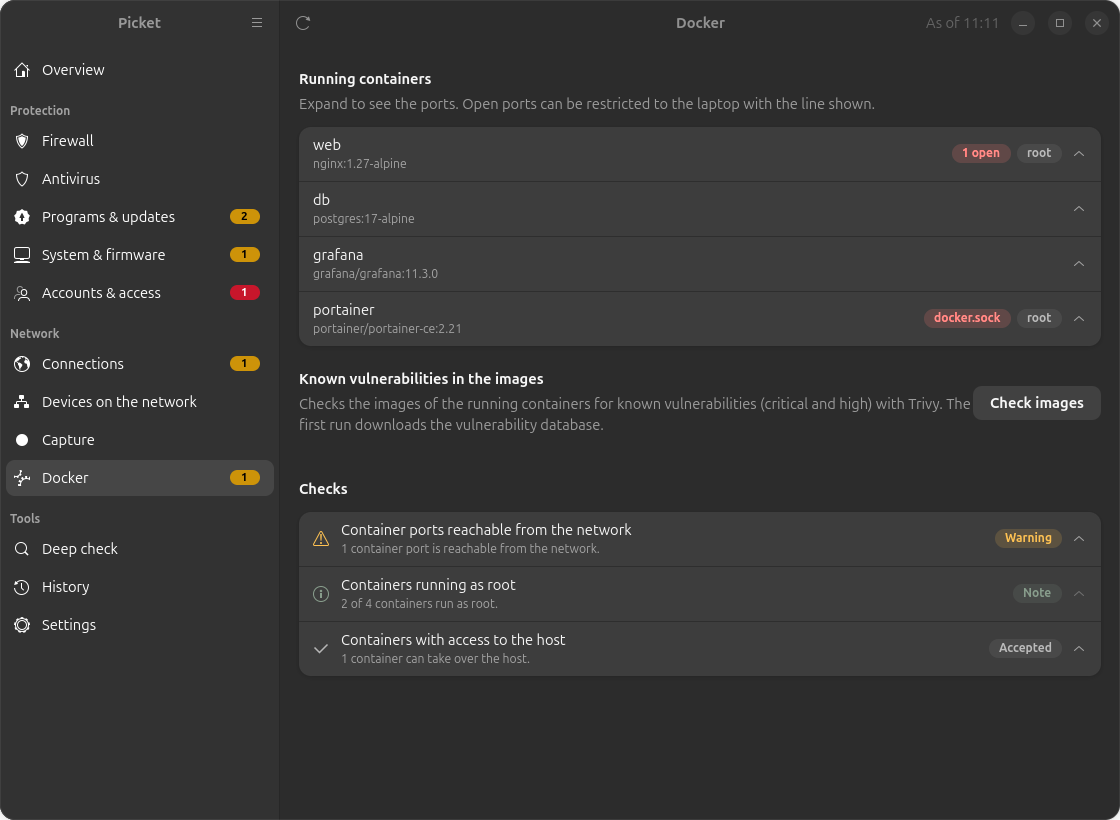 Picket
Docker
As of 11:11
Overview
Protection
Firewall
Antivirus
Programs & updates 2
System & firmware 1
Accounts & access 1
Network
Connections 1
Devices on the network
Capture
Docker 1
Tools
Deep check
History
Settings
Running containers
Expand to see the ports. Open ports can be restricted to the laptop with the line shown.
web
nginx:1.27-alpine
1 open root
db
postgres:17-alpine
grafana
grafana/grafana:11.3.0
portainer
portainer/portainer-ce:2.21
docker.sock root
Known vulnerabilities in the images
Checks the images of the running containers for known vulnerabilities (critical and high) with Trivy. The
first run downloads the vulnerability database.
Check images
Checks
Container ports reachable from the network
1 container port is reachable from the network.
Warning
Containers running as root
2 of 4 containers run as root.
Note
Containers with access to the host
1 container can take over the host.
Accepted